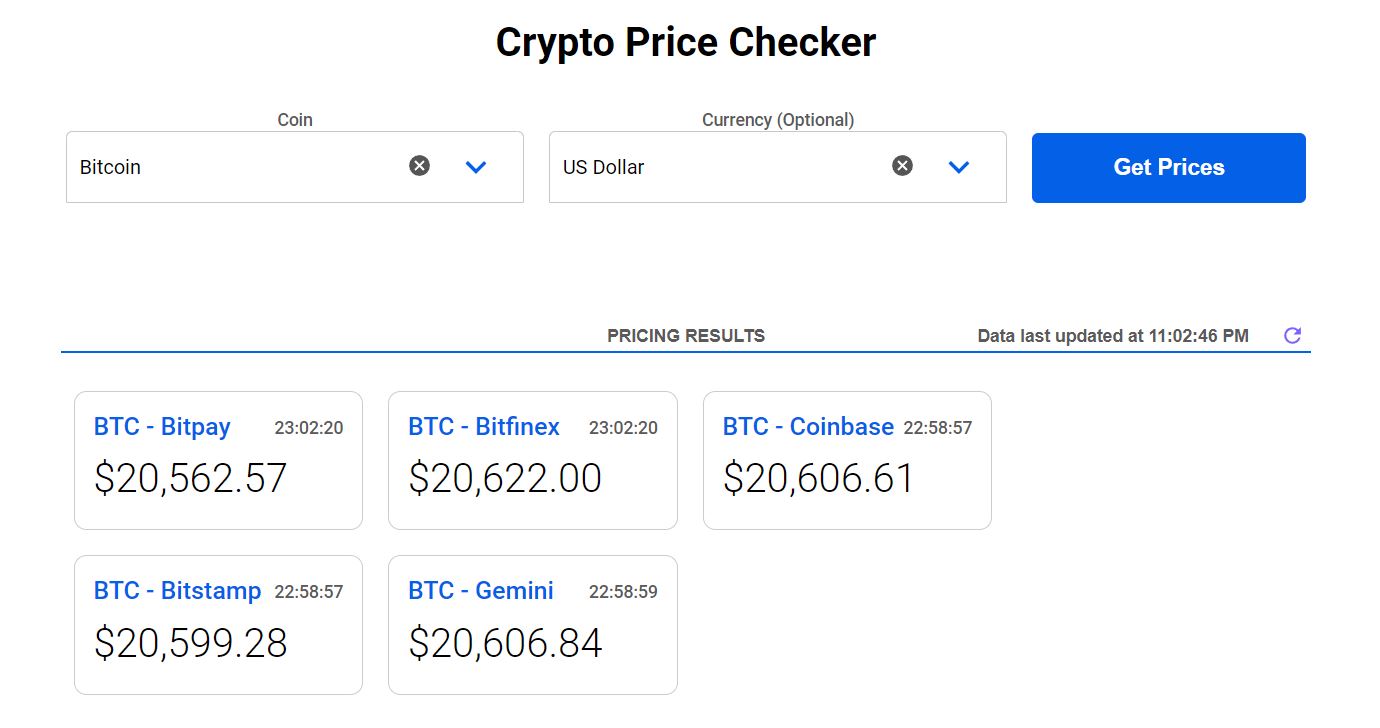 Crypto Price Checker
Coin
Currency (Optional)
Bitcoin
US Dollar
Get Prices
PRICING RESULTS
Data last updated at 11:02:46 PM
BTC - Bitpay 23:02:20
$20,562.57
BTC - Bitfinex 23:02:20
$20,622.00
BTC - Coinbase 22:58:57
$20,606.61
BTC - Bitstamp 22:58:57
$20,599.28
BTC - Gemini 22:58:59
$20,606.84